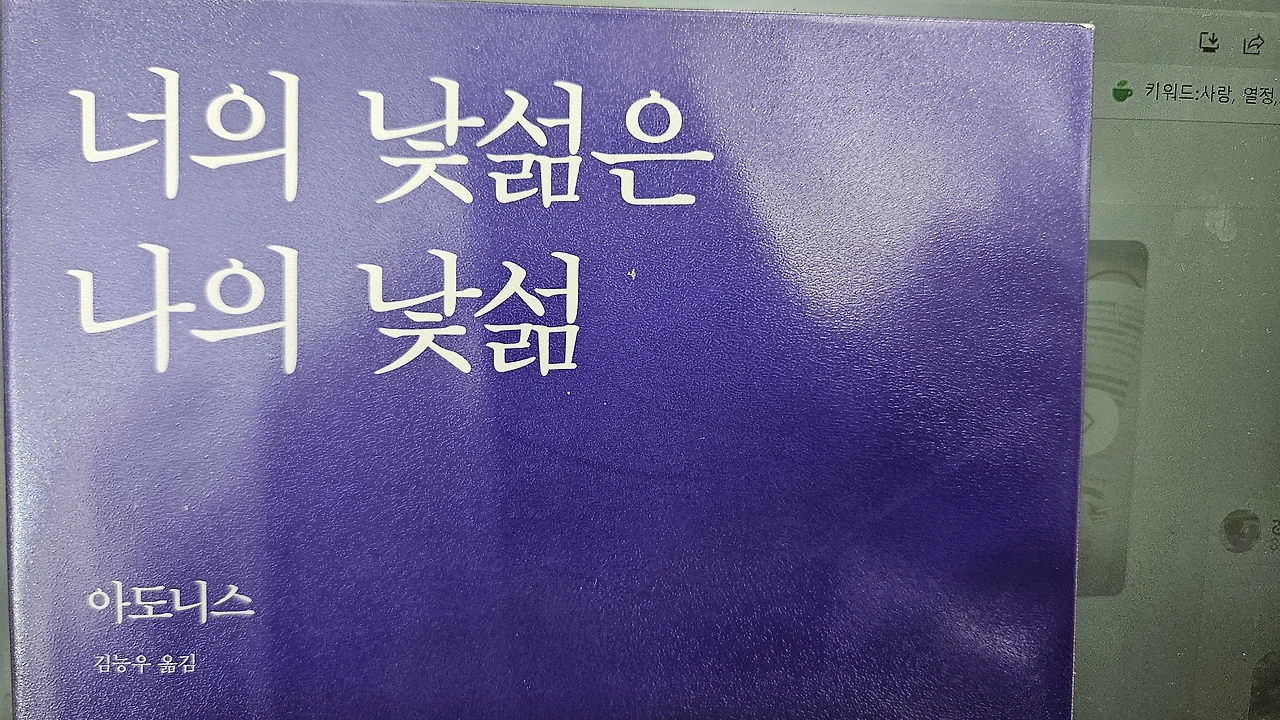 너의 낯섦은
나의 낯섦
아도니스
김능우 옮김
키워드:사랑, 열정,